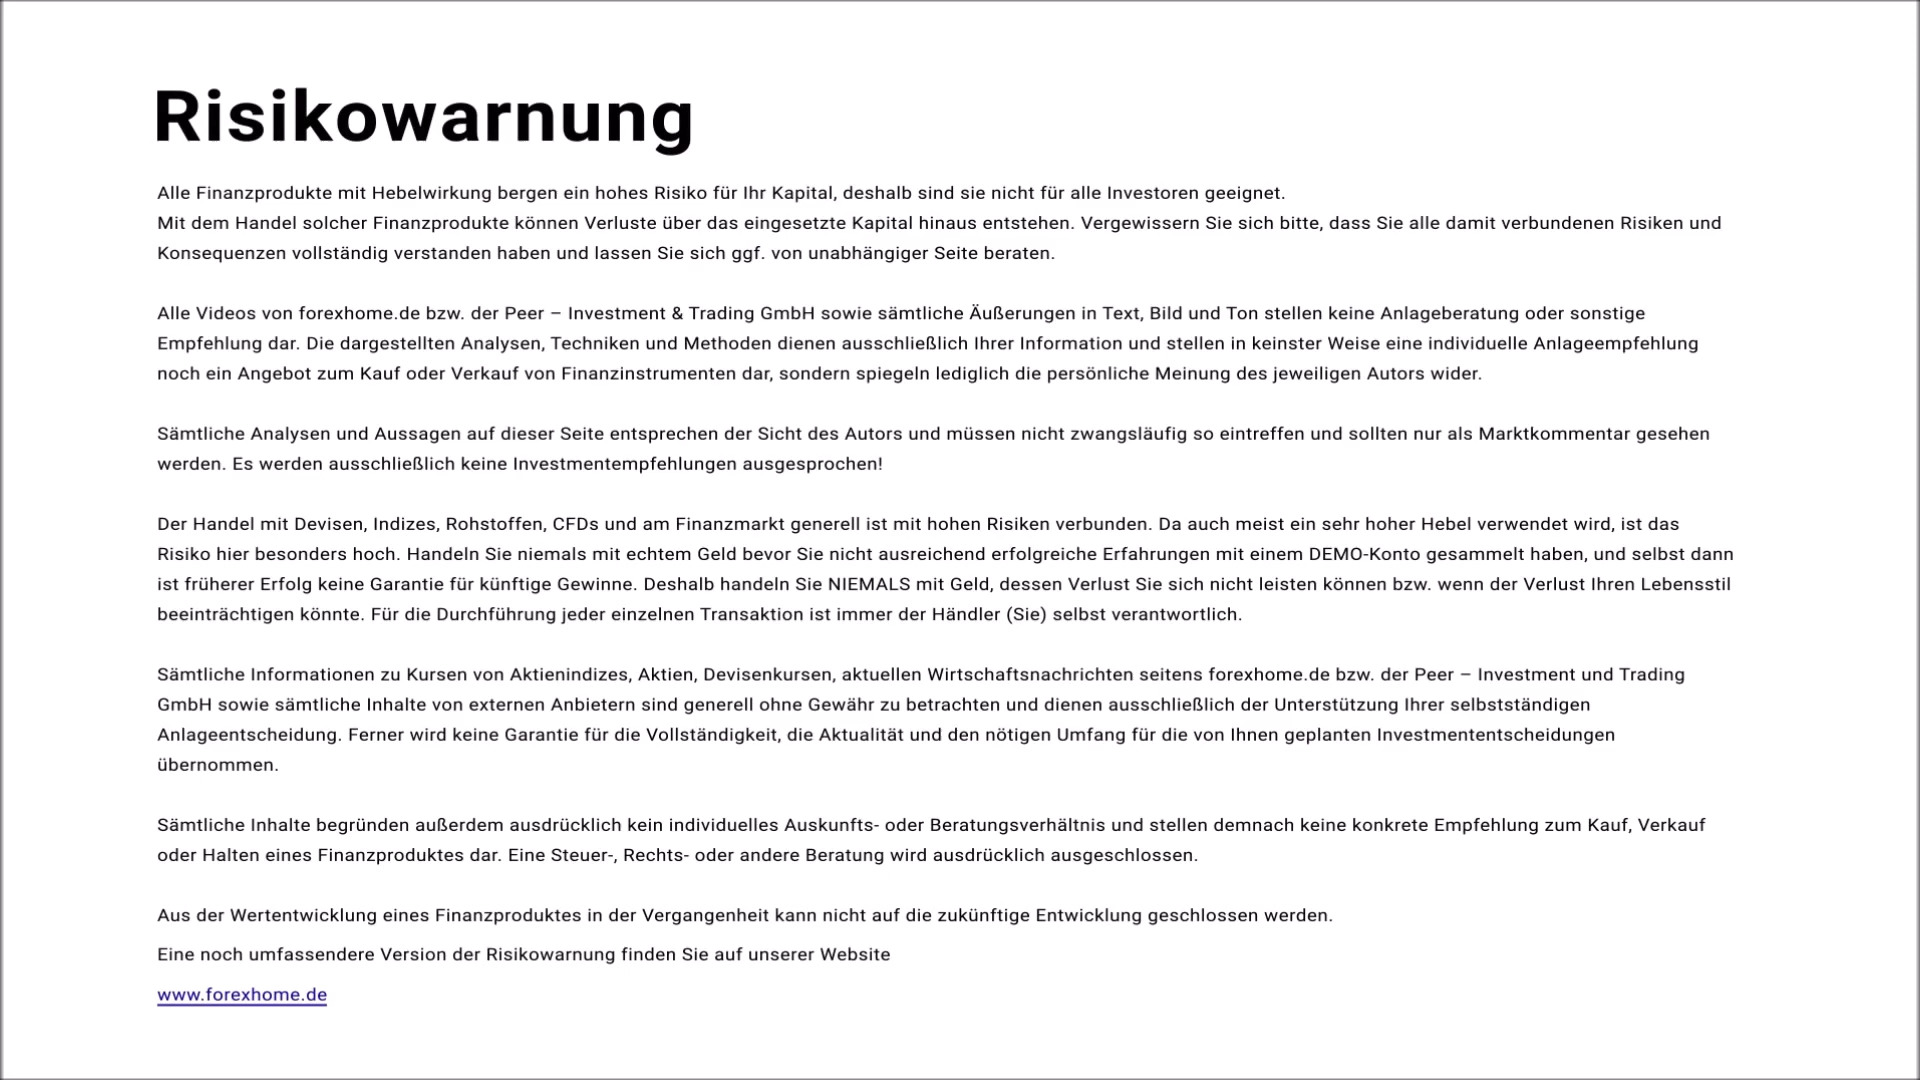 Risikowarnung
Alle Finanzprodukte mit Hebelwirkung bergen ein hohes Risiko für Ihr Kapital, deshalb sind sie nicht für alle Investoren geeignet.
Mit dem Handel solcher Finanzprodukte können Verluste über das eingesetzte Kapital hinaus entstehen. Vergewissern Sie sich bitte, dass Sie alle damit verbundenen Risiken und
Konsequenzen vollständig verstanden haben und lassen Sie sich ggf. von unabhängiger Seite beraten.
Alle Videos von forexhome.de bzw. der Peer – Investment & Trading GmbH sowie sämtliche Äußerungen in Text, Bild und Ton stellen keine Anlageberatung oder sonstige
Empfehlung dar. Die dargestellten Analysen, Techniken und Methoden dienen ausschließlich Ihrer Information und stellen in keinster Weise eine individuelle Anlageempfehlung
noch ein Angebot zum Kauf oder Verkauf von Finanzinstrumenten dar, sondern spiegeln lediglich die persönliche Meinung des jeweiligen Autors wider.
Sämtliche Analysen und Aussagen auf dieser Seite entsprechen der Sicht des Autors und müssen nicht zwangsläufig so eintreffen und sollten nur als Marktkommentar gesehen
werden. Es werden ausschließlich keine Investmentempfehlungen ausgesprochen!
Der Handel mit Devisen, Indizes, Rohstoffen, CFDs und am Finanzmarkt generell ist mit hohen Risiken verbunden. Da auch meist ein sehr hoher Hebel verwendet wird, ist das
Risiko hier besonders hoch. Handeln Sie niemals mit echtem Geld bevor Sie nicht ausreichend erfolgreiche Erfahrungen mit einem DEMO-Konto gesammelt haben, und selbst dann
ist früherer Erfolg keine Garantie für künftige Gewinne. Deshalb handeln Sie NIEMALS mit Geld, dessen Verlust Sie sich nicht leisten können bzw. wenn der Verlust Ihren Lebensstil
beeinträchtigen könnte. Für die Durchführung jeder einzelnen Transaktion ist immer der Händler (Sie) selbst verantwortlich.
Sämtliche Informationen zu Kursen von Aktienindizes, Aktien, Devisenkursen, aktuellen Wirtschaftsnachrichten seitens forexhome.de bzw. der Peer – Investment und Trading
GmbH sowie sämtliche Inhalte von externen Anbietern sind generell ohne Gewähr zu betrachten und dienen ausschließlich der Unterstützung Ihrer selbstständigen
Anlageentscheidung. Ferner wird keine Garantie für die Vollständigkeit, die Aktualität und den nötigen Umfang für die von Ihnen geplanten Investmententscheidungen
übernommen.
Sämtliche Inhalte begründen außerdem ausdrücklich kein individuelles Auskunfts- oder Beratungsverhältnis und stellen demnach keine konkrete Empfehlung zum Kauf, Verkauf
oder Halten eines Finanzproduktes dar. Eine Steuer-, Rechts- oder andere Beratung wird ausdrücklich ausgeschlossen.
Aus der Wertentwicklung eines Finanzproduktes in der Vergangenheit kann nicht auf die zukünftige Entwicklung geschlossen werden.
Eine noch umfassendere Version der Risikowarnung finden Sie auf unserer Website
www.forexhome.de